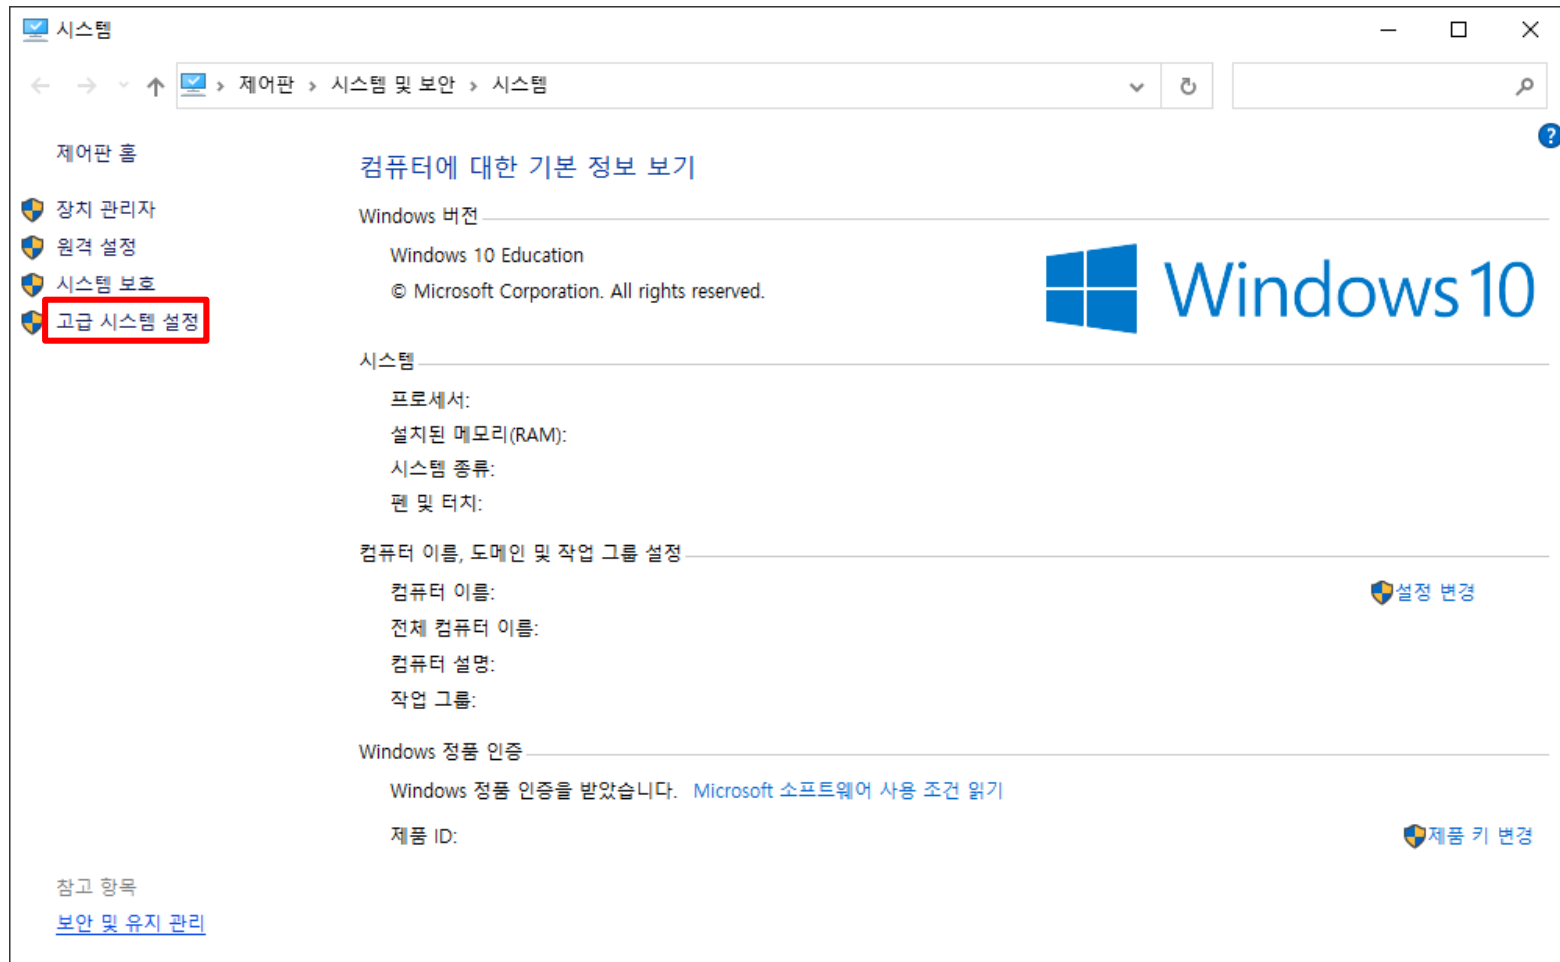 시스템
제어판 › 시스템 및 보안 › 시스템
제어판 홈
장치 관리자
원격 설정
시스템 보호
고급 시스템 설정
컴퓨터에 대한 기본 정보 보기
Windows 버전
Windows 10 Education
© Microsoft Corporation. All rights reserved.
Windows 10
시스템
프로세서:
설치된 메모리(RAM):
시스템 종류:
펜 및 터치:
컴퓨터 이름, 도메인 및 작업 그룹 설정
컴퓨터 이름:
설정 변경
전체 컴퓨터 이름:
컴퓨터 설명:
작업 그룹:
Windows 정품 인증
Windows 정품 인증을 받았습니다. Microsoft 소프트웨어 사용 조건 읽기
제품 ID:
제품 키 변경
참고 항목
보안 및 유지 관리